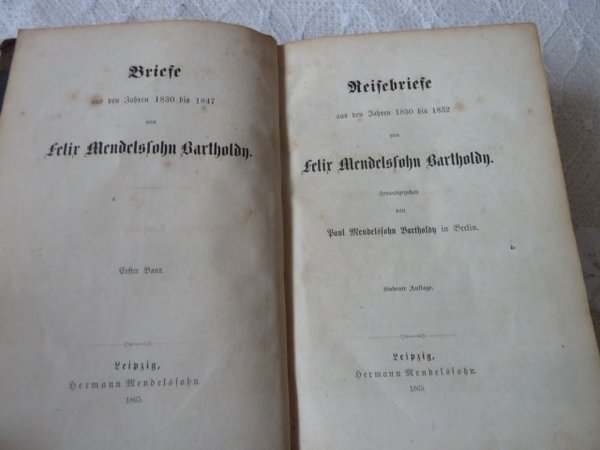 Briefe
aus den Jahren 1830 bis 1847
von
Felix Mendelssohn Bartholdy.
Erster Band.
Leipzig,
Hermann Mendelssohn.
1865.
Reisebriefe
aus den Jahren 1830 bis 1832
von
Felix Mendelssohn Bartholdy.
Herausgegeben
von
Paul Mendelssohn Bartholdy in Berlin.
Siebente Auflage.
Leipzig,
Hermann Mendelssohn.
1865.